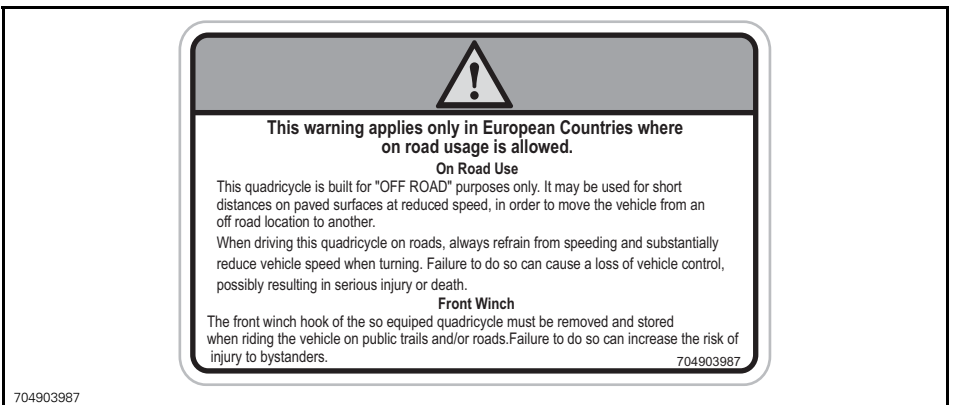 This warning applies only in European Countries where
on road usage is allowed.
On Road Use
This quadricycle is built for "OFF ROAD" purposes only. It may be used for short
distances on paved surfaces at reduced speed, in order to move the vehicle from an
off road location to another.
When driving this quadricycle on roads, always refrain from speeding and substantially
reduce vehicle speed when turning. Failure to do so can cause a loss of vehicle control,
possibly resulting in serious injury or death.
Front Winch
The front winch hook of the so equiped quadricycle must be removed and stored
when riding the vehicle on public trails and/or roads.Failure to do so can increase the risk of
injury to bystanders.
704903987
704903987